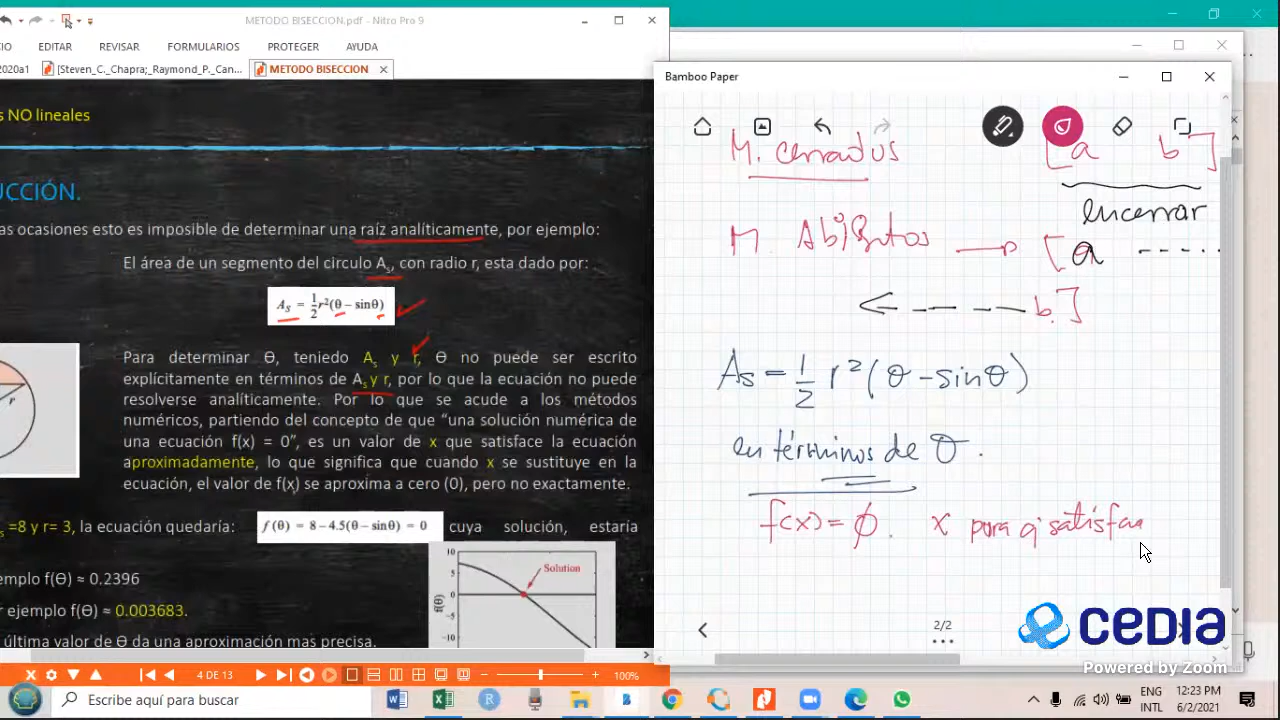 METODO BISECCION.pdf - Nitro Pro 9
CIO EDITAR REVISAR FORMULARIOS PROTEGER AYUDA
2020a1 [Steven_C._Chapra;_Raymond_P._Can... METODO BISECCION
s NO lineales
UCCIÓN.
as ocasiones esto es imposible de determinar una raíz analíticamente, por ejemplo:
El área de un segmento del circulo As, con radio r, esta dado por:
As = 1/2 r²(θ − sinθ)
Para determinar ϴ, teniedo As y r, ϴ no puede ser escrito
explícitamente en términos de As y r, por lo que la ecuación no puede
resolverse analíticamente. Por lo que se acude a los métodos
numéricos, partiendo del concepto de que “una solución numérica de
una ecuación f(x) = 0”, es un valor de x que satisface la ecuación
aproximadamente, lo que significa que cuando x se sustituye en la
ecuación, el valor de f(x) se aproxima a cero (0), pero no exactamente.
r
s =8 y r= 3, la ecuación quedaría: f(θ) = 8 − 4.5(θ − sinθ) = 0 cuya solución, estaría
emplo f(ϴ) ≈ 0.2396
r ejemplo f(ϴ) ≈ 0.003683.
última valor de ϴ da una aproximación mas precisa.
10
5
0
−5
−10
f(θ)
Solution
4 DE 13
100%
Bamboo Paper
M. cerrados [a b]
encerrar
M. Abiertos [a
b]
As = 1/2 r²(θ − sinθ)
en términos de θ.
f(x) = ø. x para q' satisfaa
2/2
cedia
Powered by Zoom
Escribe aquí para buscar
ENG 12:23 PM
INTL 6/2/2021